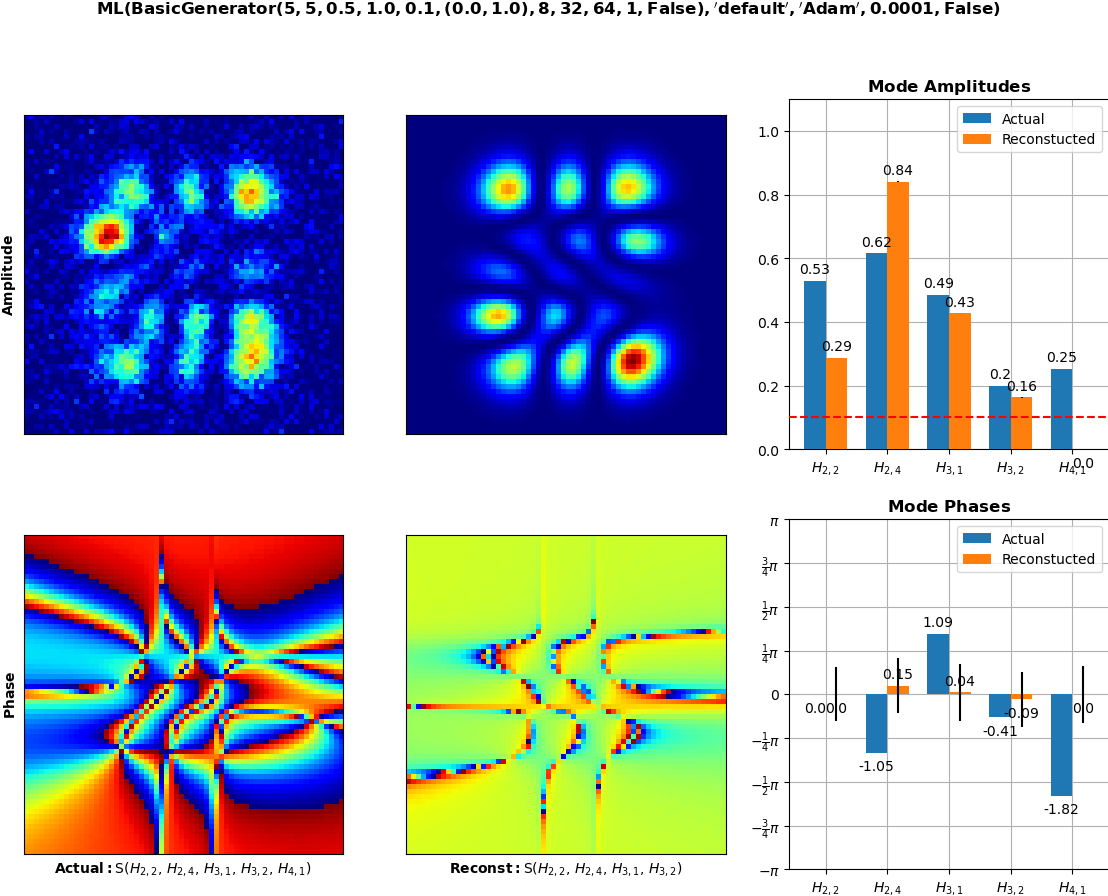 ML(BasicGenerator(5, 5, 0.5, 1.0, 0.1, (0.0, 1.0), 8, 32, 64, 1, False), 'default', 'Adam', 0.0001, False)
Amplitude
Mode Amplitudes
Actual
Reconstucted
1.0
0.8
0.6
0.4
0.2
0.0
0.53
0.29
0.62
0.84
0.49
0.43
0.2
0.16
0.25
0.0
H2,2
H2,4
H3,1
H3,2
H4,1
Phase
Actual: S(H2,2, H2,4, H3,1, H3,2, H4,1)
Reconst: S(H2,2, H2,4, H3,1, H3,2)
Mode Phases
Actual
Reconstucted
π
3/4π
1/2π
1/4π
0
−1/4π
−1/2π
−3/4π
−π
0.0
0.0
-1.05
0.15
1.09
0.04
-0.41
-0.09
-1.82
0.0
H2,2
H2,4
H3,1
H3,2
H4,1